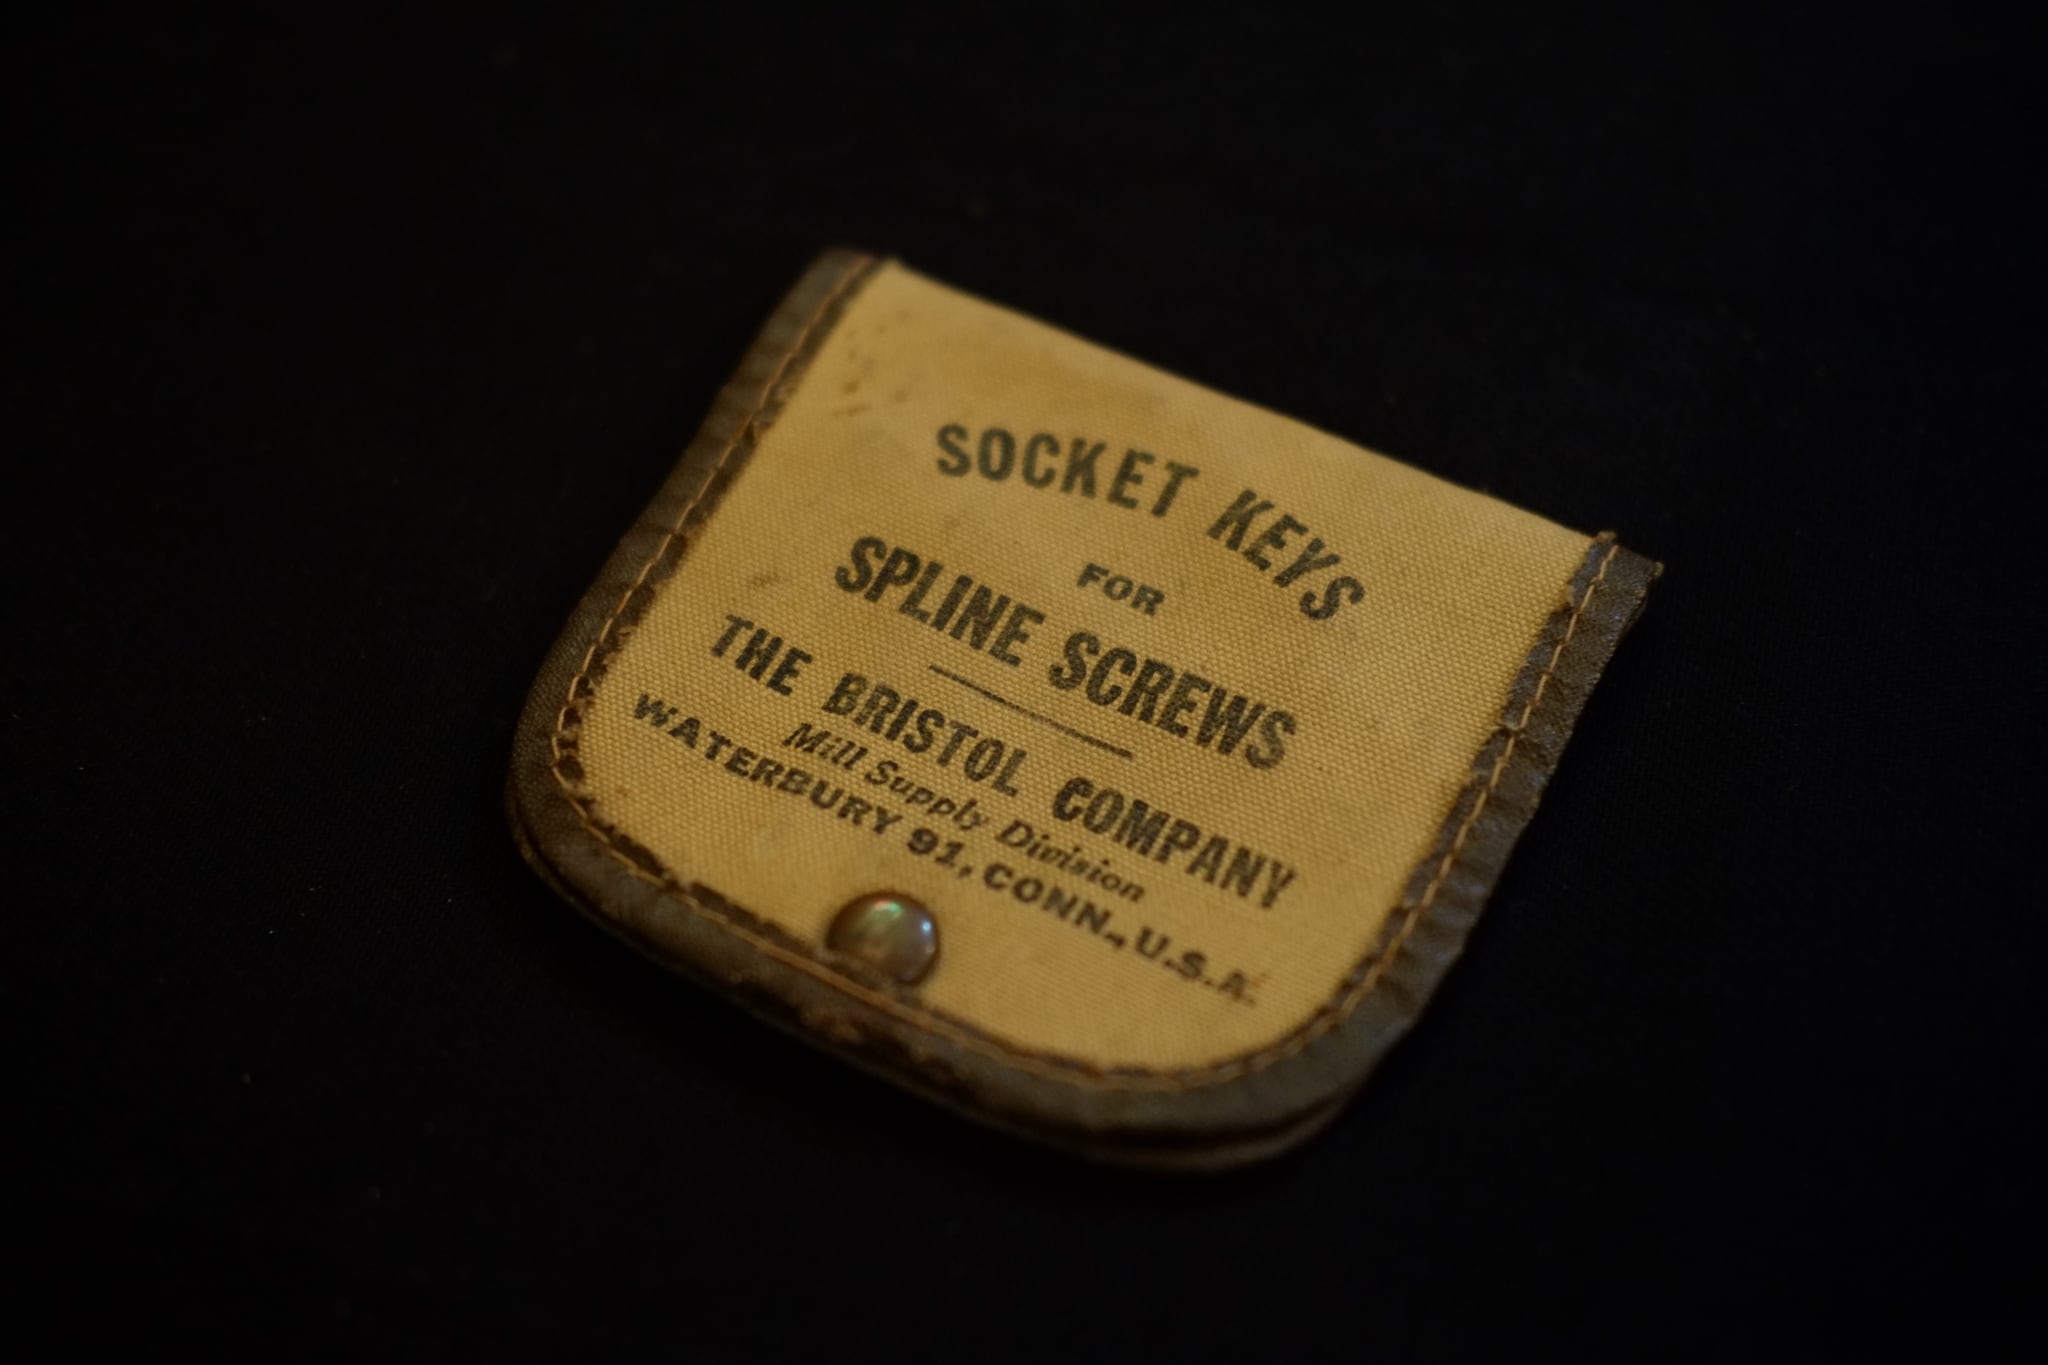 SOCKET KEYS
FOR
SPLINE SCREWS
THE BRISTOL COMPANY
Mill Supply Division
WATERBURY 91, CONN., U.S.A.